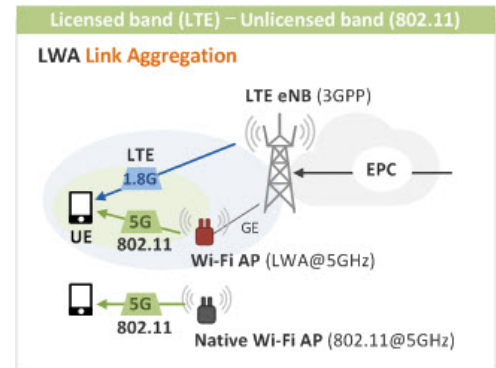 Licensed band (LTE) – Unlicensed band (802.11)
LWA Link Aggregation
LTE eNB (3GPP)
LTE
1.8G
EPC
5G
UE
802.11
GE
Wi-Fi AP (LWA@5GHz)
5G
802.11
Native Wi-Fi AP (802.11@5GHz)